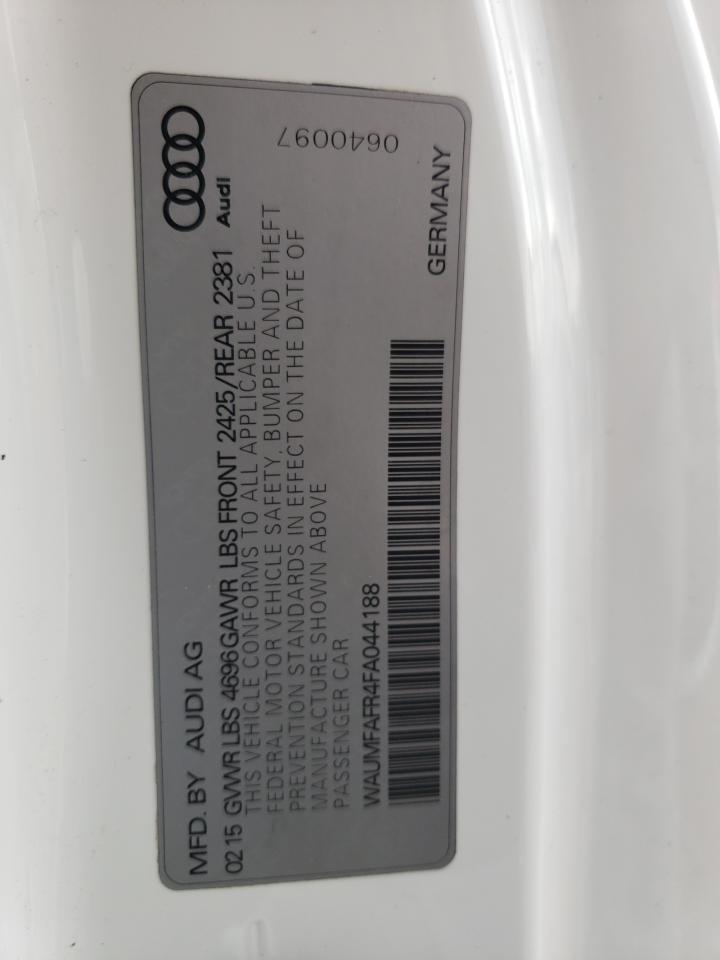 MFD. BY AUDI AG
0215 GVWR LBS 4696 GAWR LBS FRONT 2425/REAR 2381
THIS VEHICLE CONFORMS TO ALL APPLICABLE U.S.
FEDERAL MOTOR VEHICLE SAFETY, BUMPER AND THEFT
PREVENTION STANDARDS IN EFFECT ON THE DATE OF
MANUFACTURE SHOWN ABOVE
PASSENGER CAR
WAUMFAFR4FA044188
Audi
0640097
GERMANY